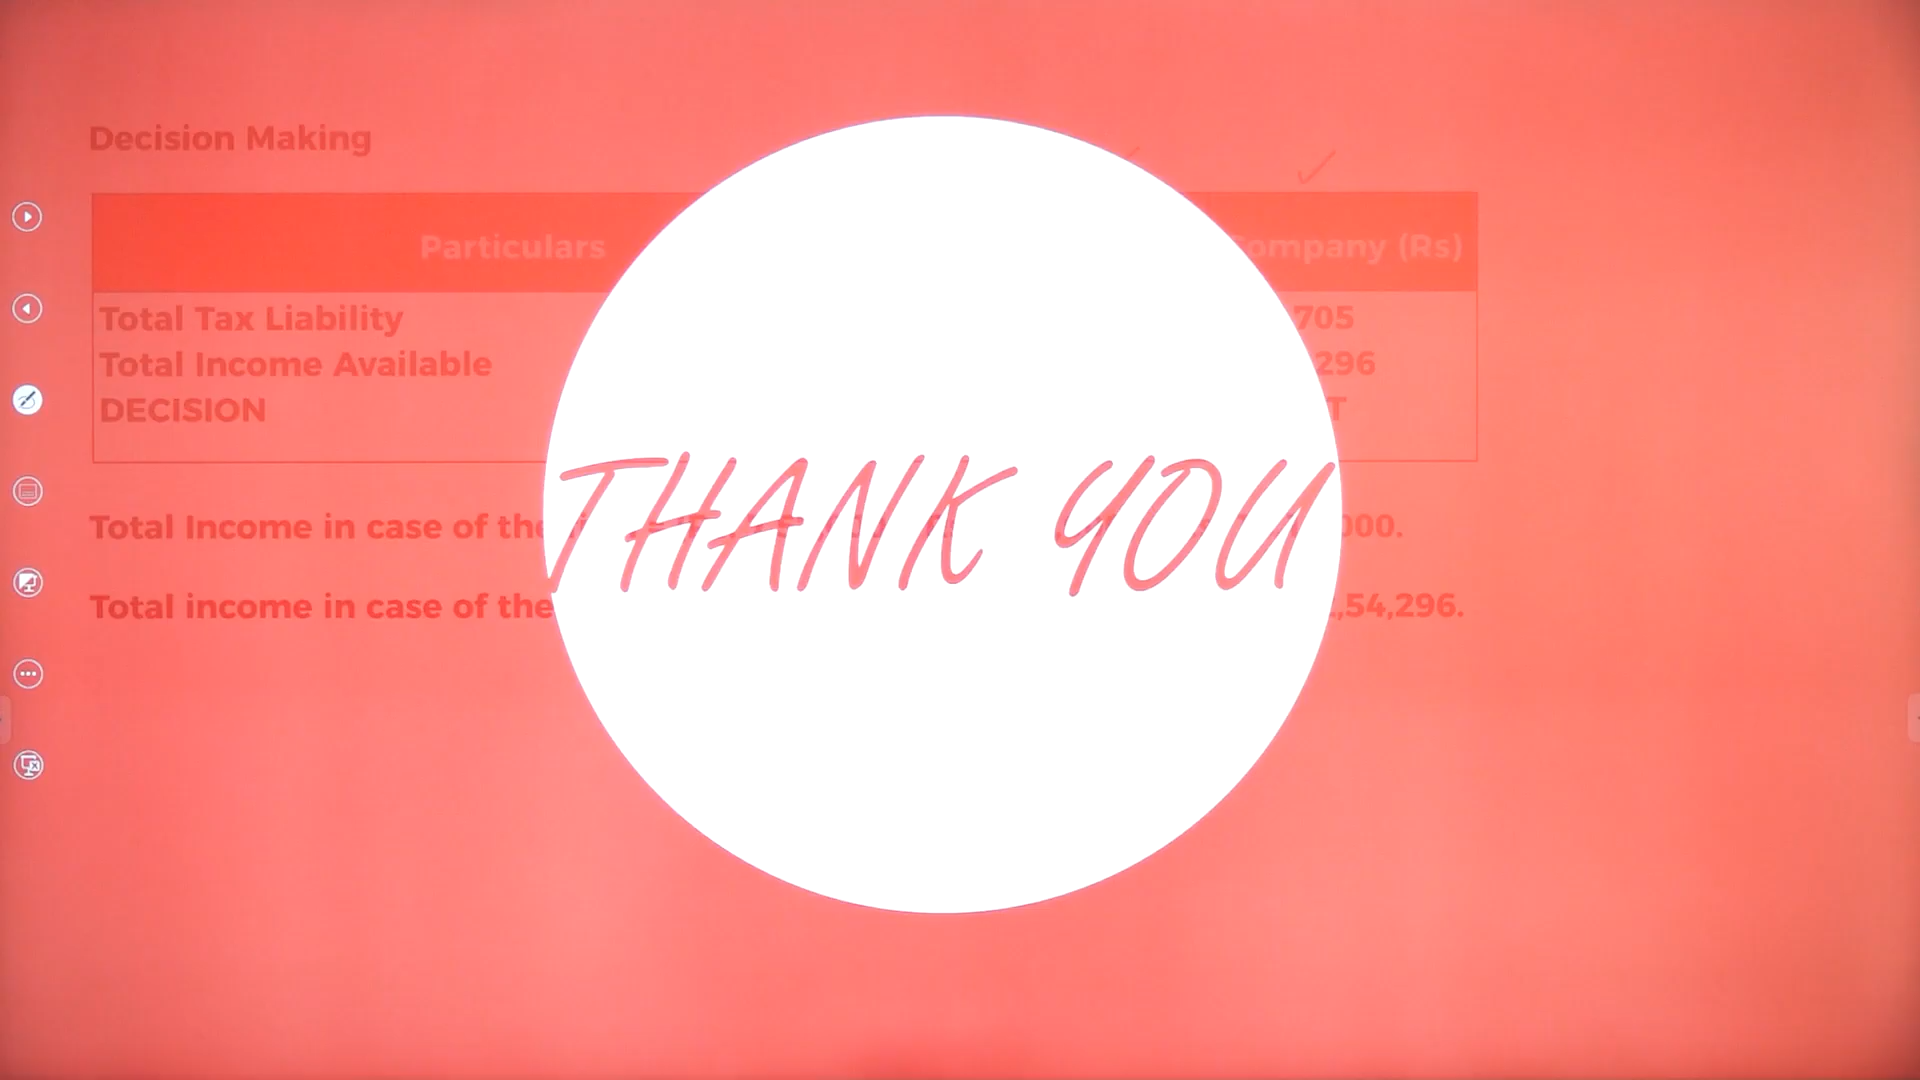 Decision Making
Particulars Company (Rs)
Total Tax Liability 705
Total Income Available 296
DECISION T
THANK YOU
Total Income in case of the 000.
Total income in case of the ,54,296.